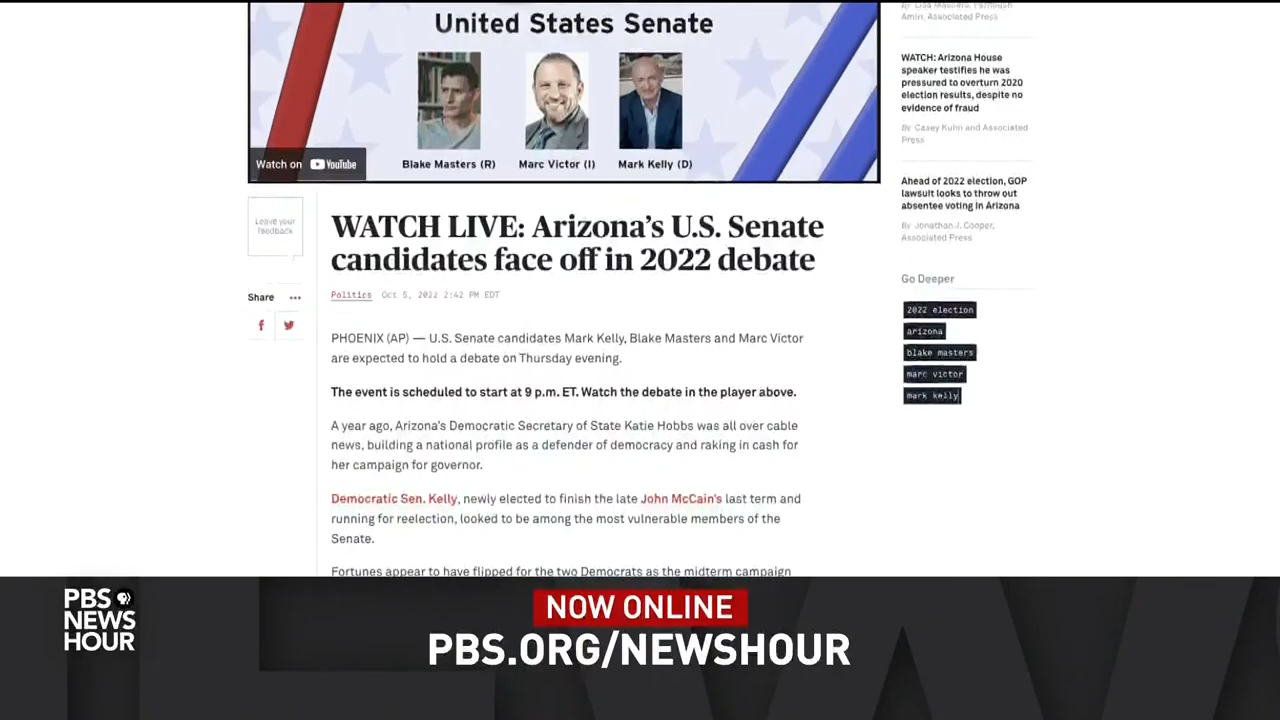 United States Senate
Blake Masters (R)
Marc Victor (I)
Mark Kelly (D)
Watch on YouTube
Leave your
feedback
Share
WATCH LIVE: Arizona's U.S. Senate
candidates face off in 2022 debate
Politics Oct 5, 2022 2:42 PM EDT
PHOENIX (AP) — U.S. Senate candidates Mark Kelly, Blake Masters and Marc Victor
are expected to hold a debate on Thursday evening.
The event is scheduled to start at 9 p.m. ET. Watch the debate in the player above.
A year ago, Arizona's Democratic Secretary of State Katie Hobbs was all over cable
news, building a national profile as a defender of democracy and raking in cash for
her campaign for governor.
Democratic Sen. Kelly, newly elected to finish the late John McCain's last term and
running for reelection, looked to be among the most vulnerable members of the
Senate.
Fortunes appear to have flipped for the two Democrats as the midterm campaign
Amiri, Associated Press
WATCH: Arizona House
speaker testifies he was
pressured to overturn 2020
election results, despite no
evidence of fraud
By Casey Kuhn and Associated
Press
Ahead of 2022 election, GOP
lawsuit looks to throw out
absentee voting in Arizona
By Jonathan J. Cooper,
Associated Press
Go Deeper
2022 election
arizona
blake masters
marc victor
mark kelly
PBS
NEWS
HOUR
NOW ONLINE
PBS.ORG/NEWSHOUR